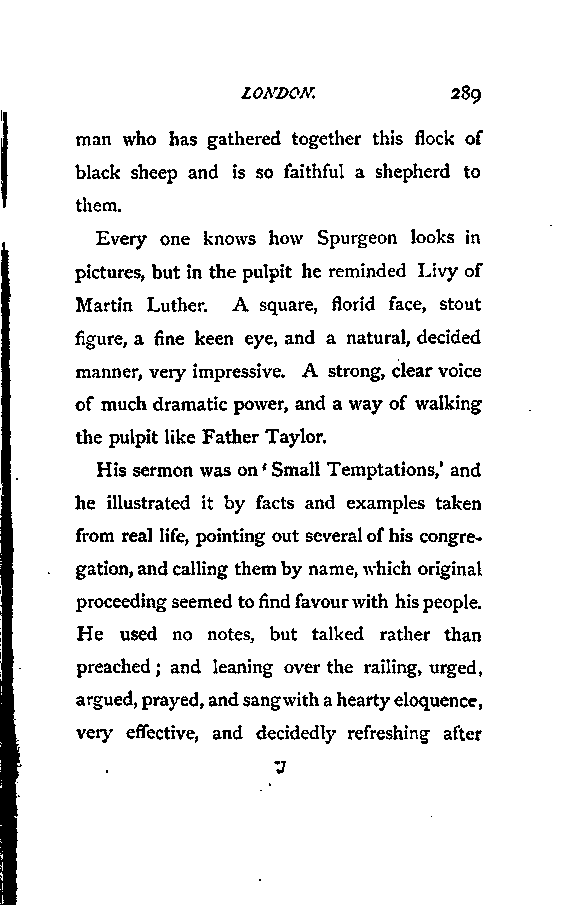 LONDON. 289
man who has gathered together this flock of
black sheep and is so faithful a shepherd to
them.
Every one knows how Spurgeon looks in
pictures, but in the pulpit he reminded Livy of
Martin Luther. A square, florid face, stout
figure, a fine keen eye, and a natural, decided
manner, very impressive. A strong, clear voice
of much dramatic power, and a way of walking
the pulpit like Father Taylor.
His sermon was on ‘ Small Temptations,’ and
he illustrated it by facts and examples taken
from real life, pointing out several of his congre-
gation, and calling them by name, which original
proceeding seemed to find favour with his people.
He used no notes, but talked rather than
preached ; and leaning over the railing, urged,
argued, prayed, and sang with a hearty eloquence,
very effective, and decidedly refreshing after
U